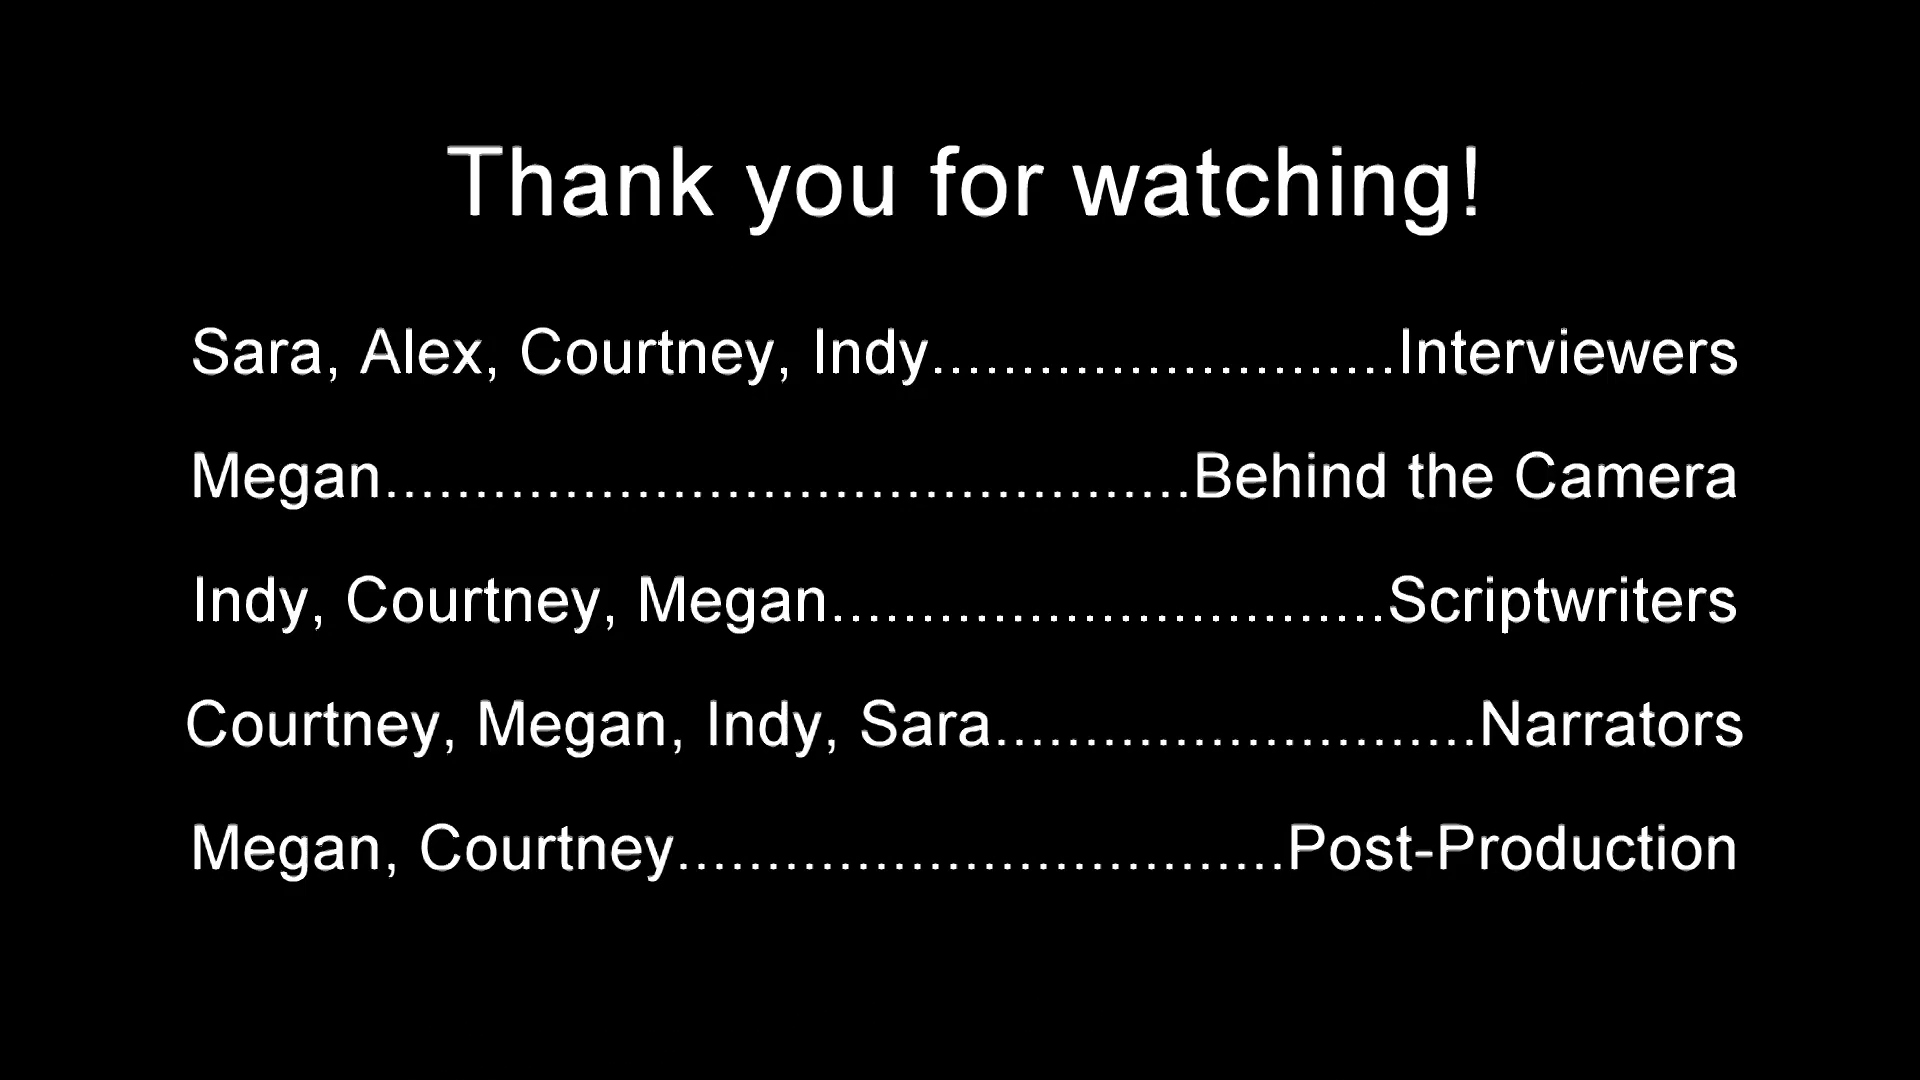 Thank you for watching!
Sara, Alex, Courtney, Indy..........................Interviewers
Megan.............................................Behind the Camera
Indy, Courtney, Megan...............................Scriptwriters
Courtney, Megan, Indy, Sara...........................Narrators
Megan, Courtney..................................Post-Production